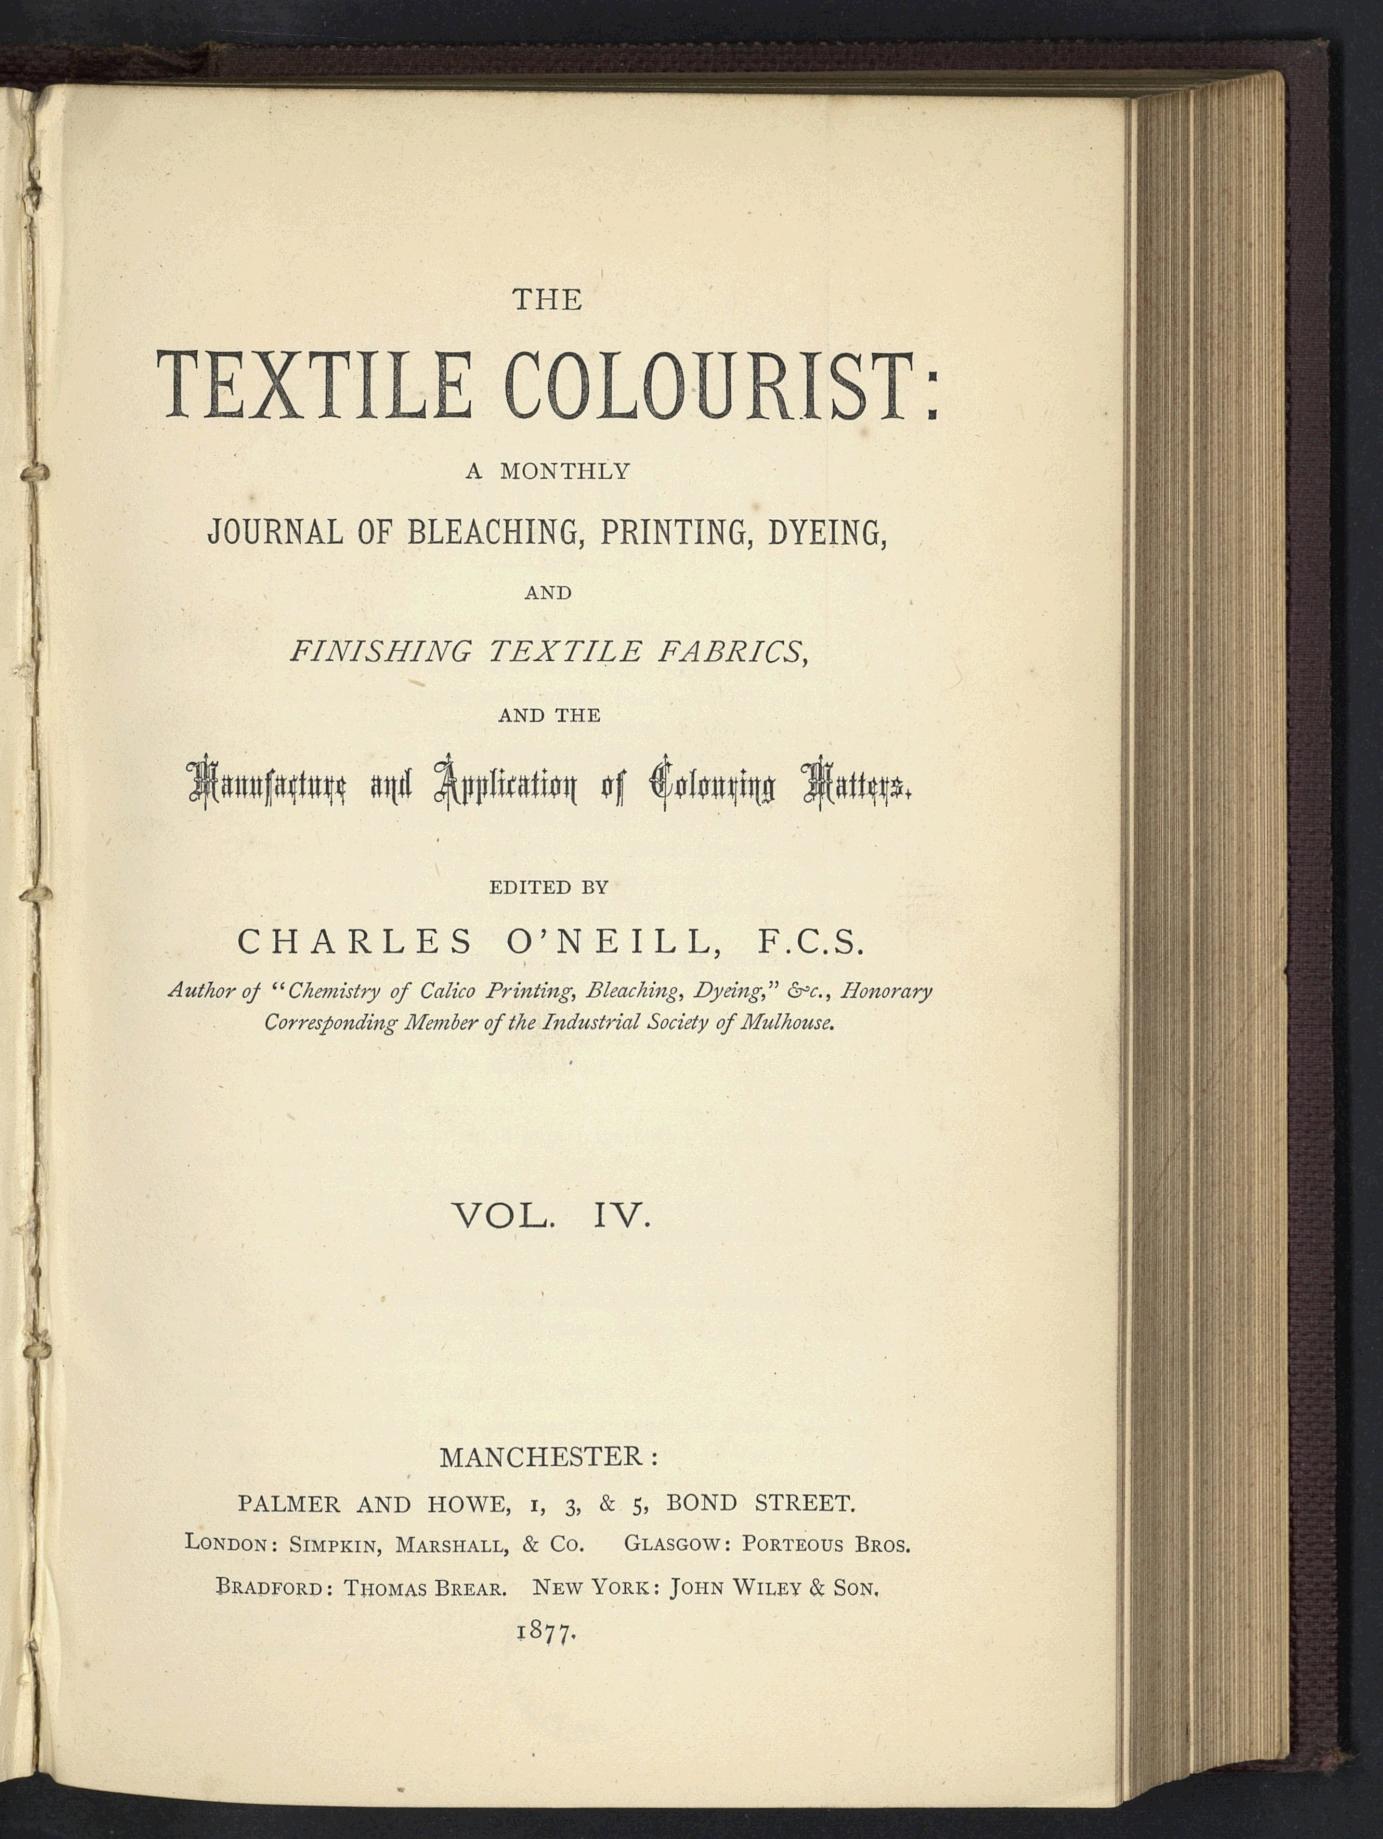 THE
TEXTILE COLOURIST:
A MONTHLY
JOURNAL OF BLEACHING, PRINTING, DYEING,
AND
FINISHING TEXTILE FABRICS,
AND THE
Manufacture and Application of Colouring Matters.
EDITED BY
CHARLES O'NEILL, F.C.S.
Author of "Chemistry of Calico Printing, Bleaching, Dyeing," &c., Honorary
Corresponding Member of the Industrial Society of Mulhouse.
VOL. IV.
MANCHESTER:
PALMER AND HOWE, 1, 3, & 5, BOND STREET.
LONDON: SIMPKIN, MARSHALL, & CO. GLASGOW: PORTEOUS BROS.
BRADFORD: THOMAS BREAR. NEW YORK: JOHN WILEY & SON.
1877.